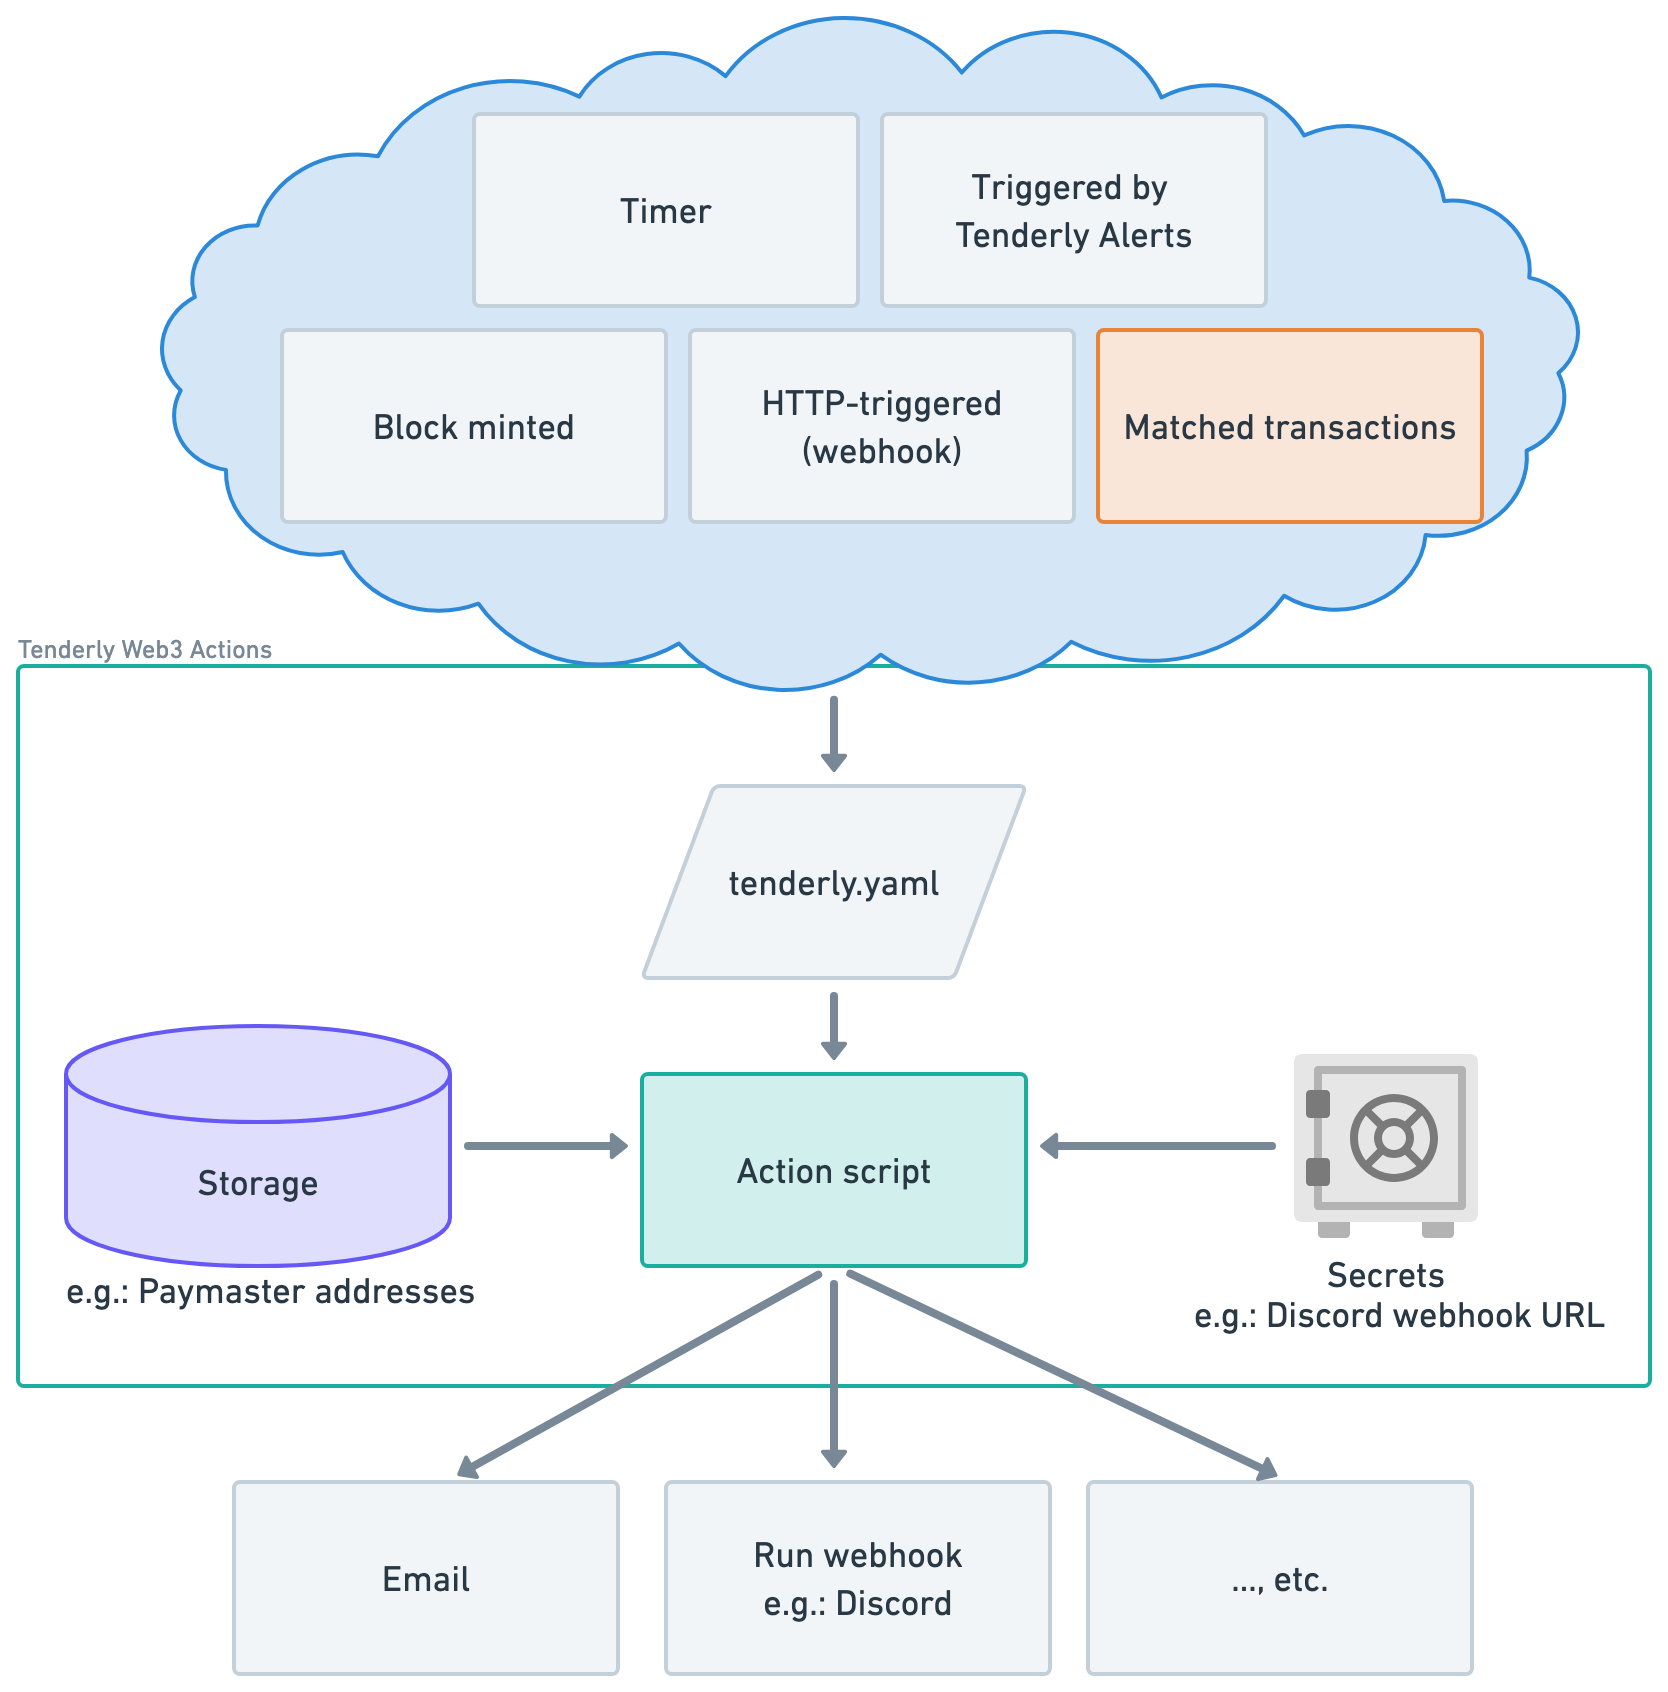 Timer
Triggered by
Tenderly Alerts
Block minted
HTTP-triggered
(webhook)
Matched transactions
Tenderly Web3 Actions
tenderly.yaml
Storage
Action script
e.g.: Paymaster addresses
Secrets
e.g.: Discord webhook URL
Email
Run webhook
e.g.: Discord
..., etc.